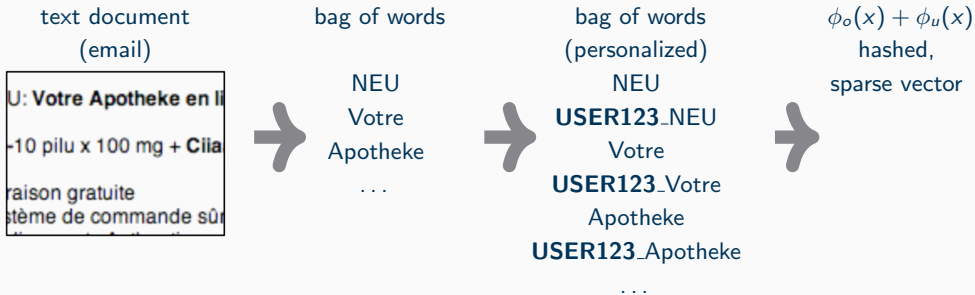 text document
(email)
U: Votre Apotheke en li
-10 pilu x 100 mg + Ciia
raison gratuite
stème de commande sûr
bag of words
NEU
Votre
Apotheke
. . .
bag of words
(personalized)
NEU
USER123_NEU
Votre
USER123_Votre
Apotheke
USER123_Apotheke
. . .
ϕₒ(x) + ϕᵤ(x)
hashed,
sparse vector